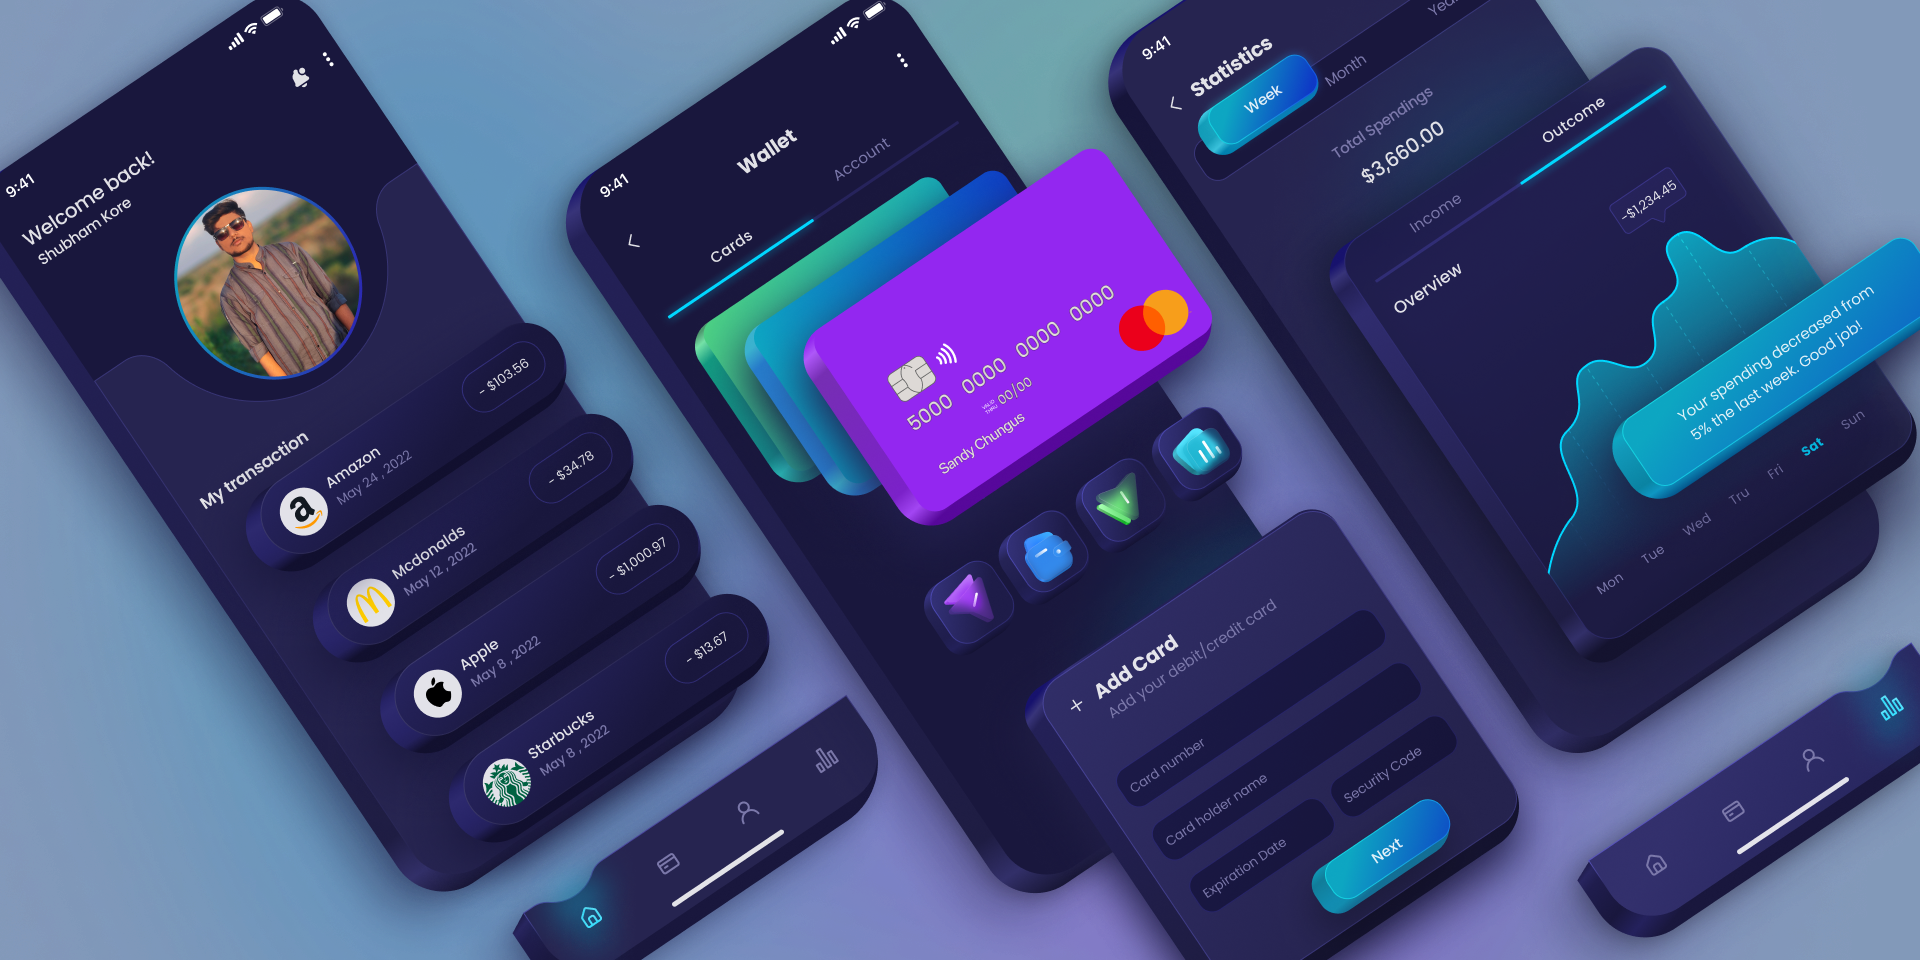 9:41
Welcome back!
Shubham Kore
My transaction
Amazon
May 24, 2022
- $103.56
Mcdonalds
May 12, 2022
- $34.78
Apple
May 8, 2022
- $1,000.97
Starbucks
May 8, 2022
- $13.67
9:41
Wallet
Cards
Account
5000 0000 0000 0000
VALID
THRU
00/00
Sandy Chungus
Add Card
Add your debit/credit card
Card number
Card holder name
Expiration Date
Security Code
Next
9:41
Statistics
Week
Month
Year
Total Spendings
$3,660.00
Income
Outcome
Overview
-$1,234.45
Your spending decreased from
5% the last week. Good job!
Mon
Tue
Wed
Tru
Fri
Sat
Sun